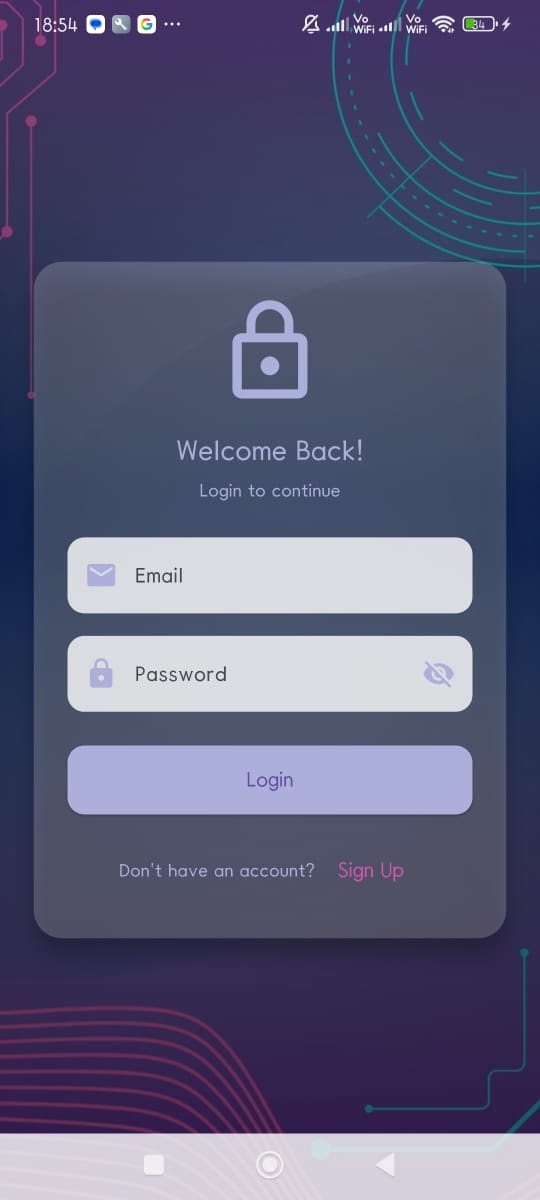 18:54 G ... Vo WiFi Vo WiFi 34
Welcome Back!
Login to continue
Email
Password
Login
Don't have an account? Sign Up